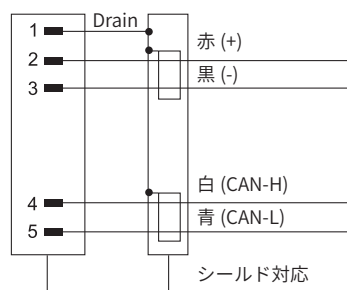 1 Drain
赤 (+)
2
黒 (-)
3
白 (CAN-H)
4
青 (CAN-L)
5
シールド対応